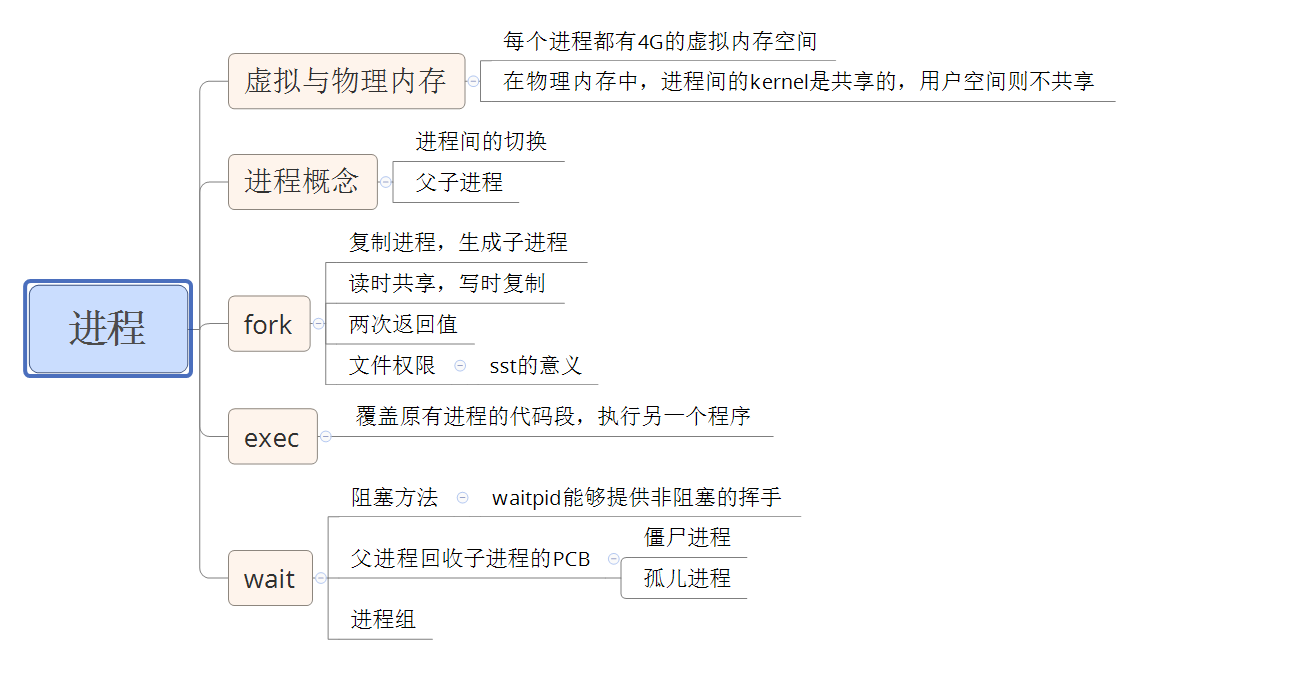 进程
虚拟与物理内存
每个进程都有4G的虚拟内存空间
在物理内存中，进程间的kernel是共享的，用户空间则不共享
进程概念
进程间的切换
父子进程
fork
复制进程，生成子进程
读时共享，写时复制
两次返回值
文件权限
sst的意义
exec
覆盖原有进程的代码段，执行另一个程序
wait
阻塞方法
waitpid能够提供非阻塞的挥手
父进程回收子进程的PCB
僵尸进程
孤儿进程
进程组